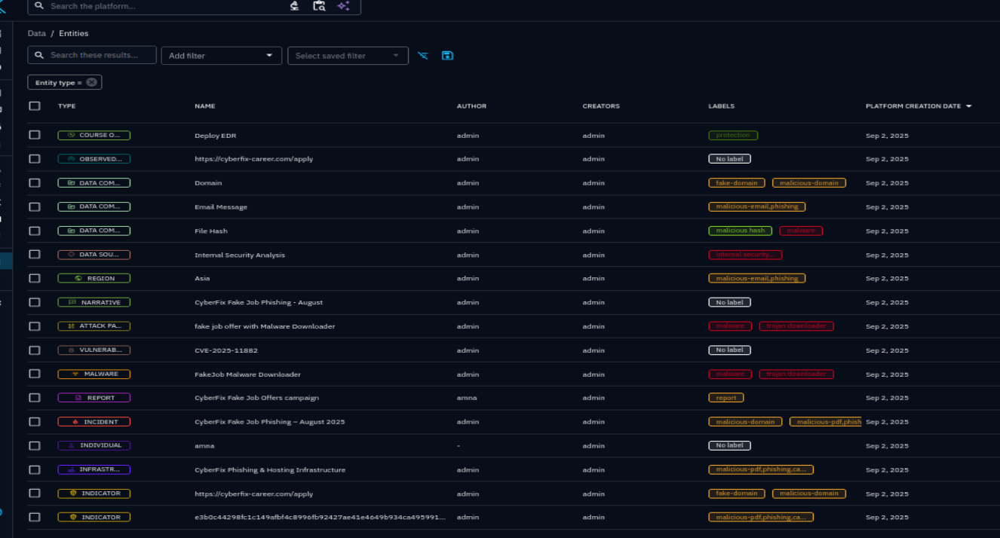 Search the platform...
Data / Entities
Search these results... Add filter Select saved filter
Entity type =
TYPE NAME AUTHOR CREATORS LABELS PLATFORM CREATION DATE
COURSE O... Deploy EDR admin admin protection Sep 2, 2025
OBSERVED... https://cyberfix-career.com/apply admin admin No label Sep 2, 2025
DATA COM... Domain admin admin fake-domain malicious-domain Sep 2, 2025
DATA COM... Email Message admin admin malicious-email,phishing Sep 2, 2025
DATA COM... File Hash admin admin malicious hash malware Sep 2, 2025
DATA SOU... Internal Security Analysis admin admin internal security... Sep 2, 2025
REGION Asia admin admin malicious-email,phishing Sep 2, 2025
NARRATIVE CyberFix Fake Job Phishing - August admin admin No label Sep 2, 2025
ATTACK PA... fake job offer with Malware Downloader admin admin malware trojan downloader Sep 2, 2025
VULNERAB... CVE-2025-11882 admin admin No label Sep 2, 2025
MALWARE FakeJob Malware Downloader admin admin malware trojan downloader Sep 2, 2025
REPORT CyberFix Fake Job Offers campaign amna admin report Sep 2, 2025
INCIDENT CyberFix Fake Job Phishing – August 2025 admin admin malicious-domain malicious-pdf,phish Sep 2, 2025
INDIVIDUAL amna - admin No label Sep 2, 2025
INFRASTR... CyberFix Phishing & Hosting Infrastructure admin admin malicious-pdf,phishing,ca... Sep 2, 2025
INDICATOR https://cyberfix-career.com/apply admin admin fake-domain malicious-domain Sep 2, 2025
INDICATOR e3b0c44298fc1c149afbf4c8996fb92427ae41e4649b934ca495991... admin admin malicious-pdf,phishing,ca... Sep 2, 2025